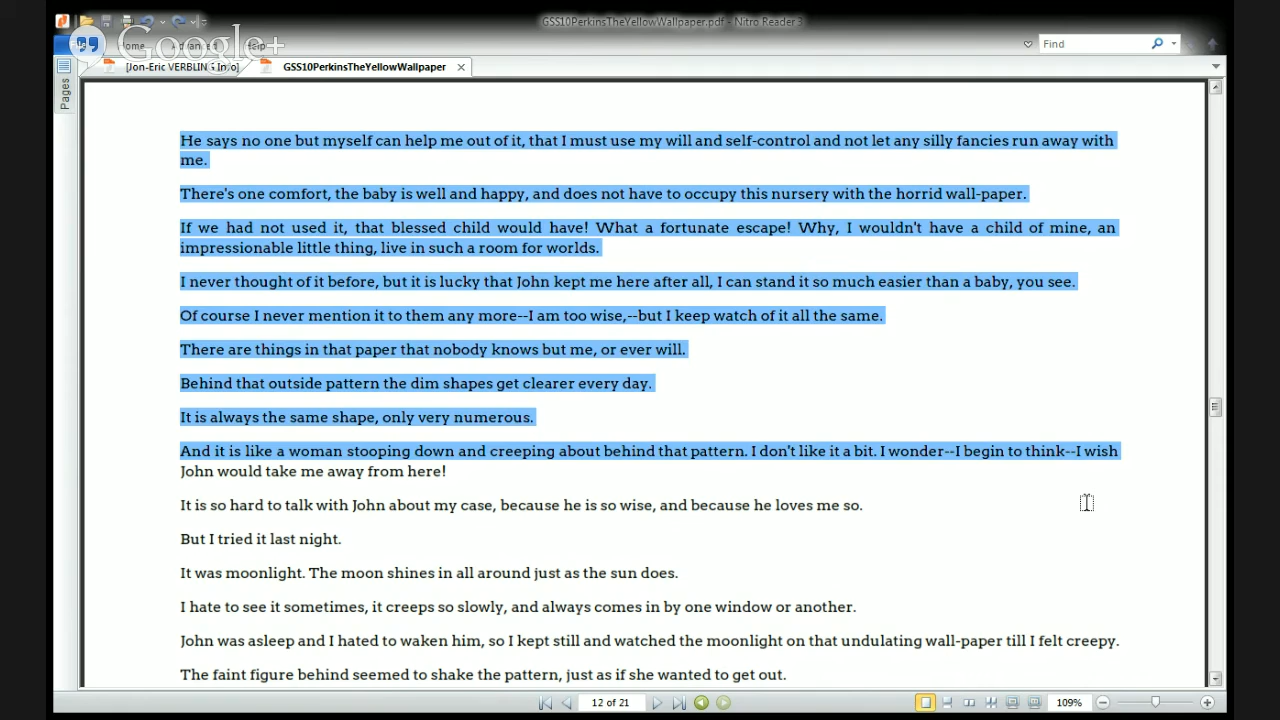 GSS10PerkinsTheYellowWallpaper.pdf - Nitro Reader 3
Google+
Home Advanced Help
Find
[Jon-Eric VERBLING Info] GSS10PerkinsTheYellowWallpaper
Pages
He says no one but myself can help me out of it, that I must use my will and self-control and not let any silly fancies run away with
me.
There's one comfort, the baby is well and happy, and does not have to occupy this nursery with the horrid wall-paper.
If we had not used it, that blessed child would have! What a fortunate escape! Why, I wouldn't have a child of mine, an
impressionable little thing, live in such a room for worlds.
I never thought of it before, but it is lucky that John kept me here after all, I can stand it so much easier than a baby, you see.
Of course I never mention it to them any more--I am too wise,--but I keep watch of it all the same.
There are things in that paper that nobody knows but me, or ever will.
Behind that outside pattern the dim shapes get clearer every day.
It is always the same shape, only very numerous.
And it is like a woman stooping down and creeping about behind that pattern. I don't like it a bit. I wonder--I begin to think--I wish
John would take me away from here!
It is so hard to talk with John about my case, because he is so wise, and because he loves me so.
But I tried it last night.
It was moonlight. The moon shines in all around just as the sun does.
I hate to see it sometimes, it creeps so slowly, and always comes in by one window or another.
John was asleep and I hated to waken him, so I kept still and watched the moonlight on that undulating wall-paper till I felt creepy.
The faint figure behind seemed to shake the pattern, just as if she wanted to get out.
12 of 21
109%